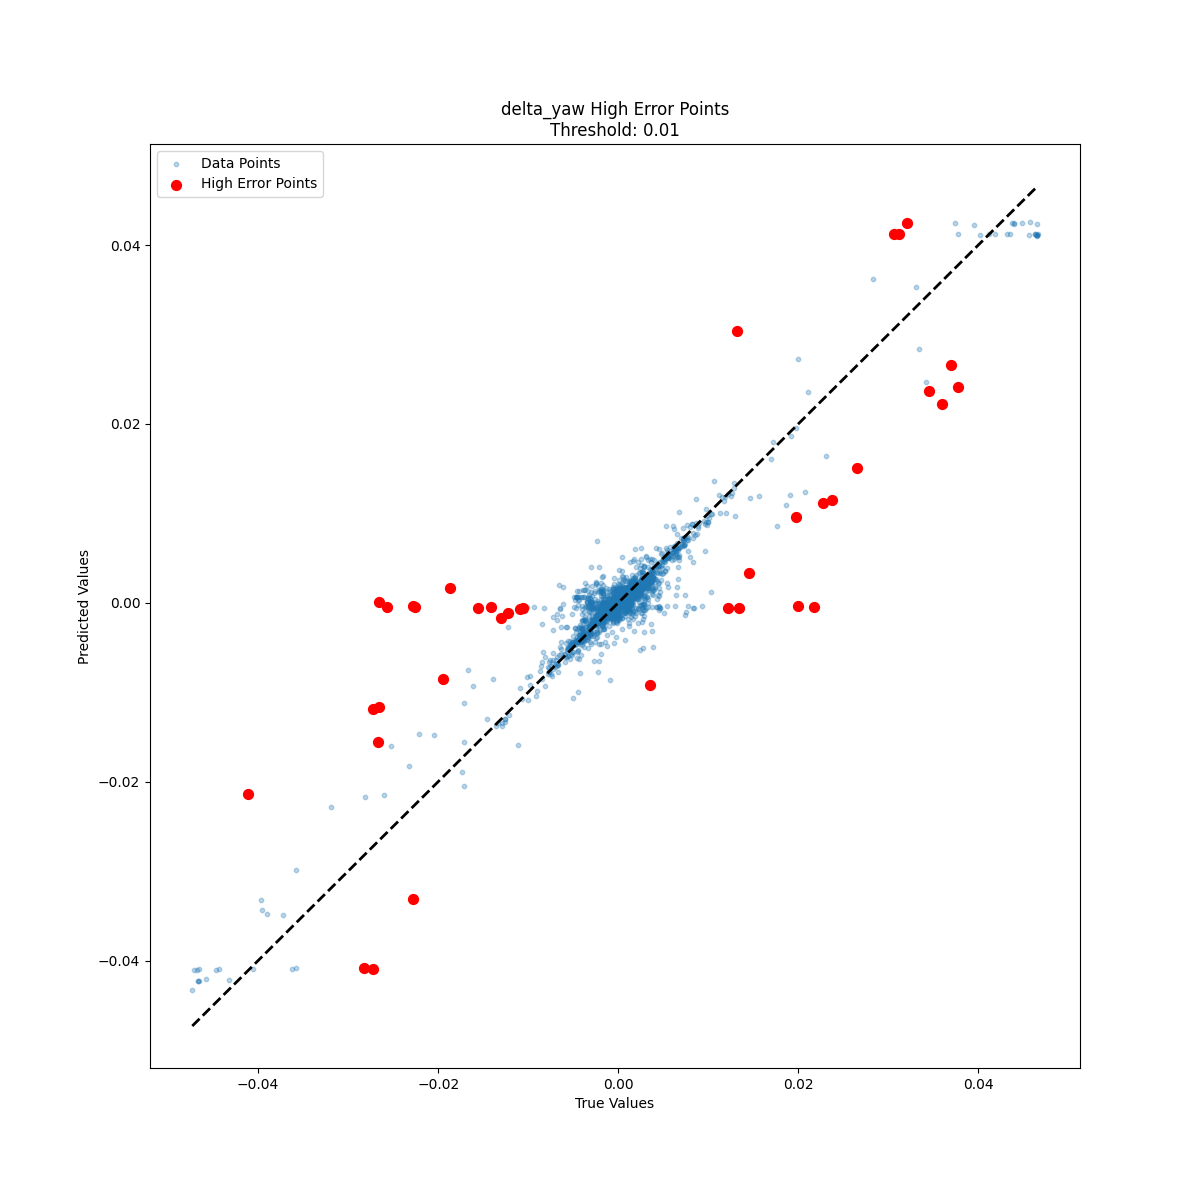 delta_yaw High Error Points
Threshold: 0.01
Data Points
High Error Points
0.04
0.02
0.00
−0.02
−0.04
Predicted Values
−0.04
−0.02
0.00
0.02
0.04
True Values